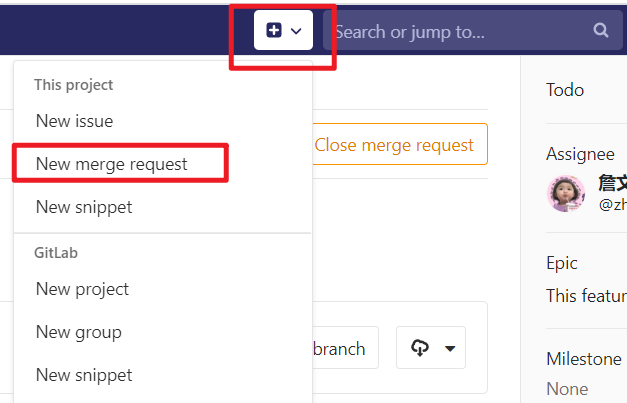 Search or jump to...
This project
New issue
New merge request
New snippet
GitLab
New project
New group
New snippet
Close merge request
branch
Todo
Assignee
詹文
@zh
Epic
This featur
Milestone
None